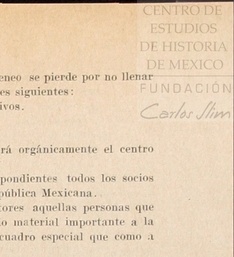 CENTRO DE
ESTUDIOS
DE HISTORIA
DE MEXICO
FUNDACIÓN
Carlos Slim
eneo se pierde por no llenar
es siguientes:
ivos.
rá orgánicamente el centro
pondientes todos los socios
pública Mexicana.
tores aquellas personas que
o material importante a la
cuadro especial que como a